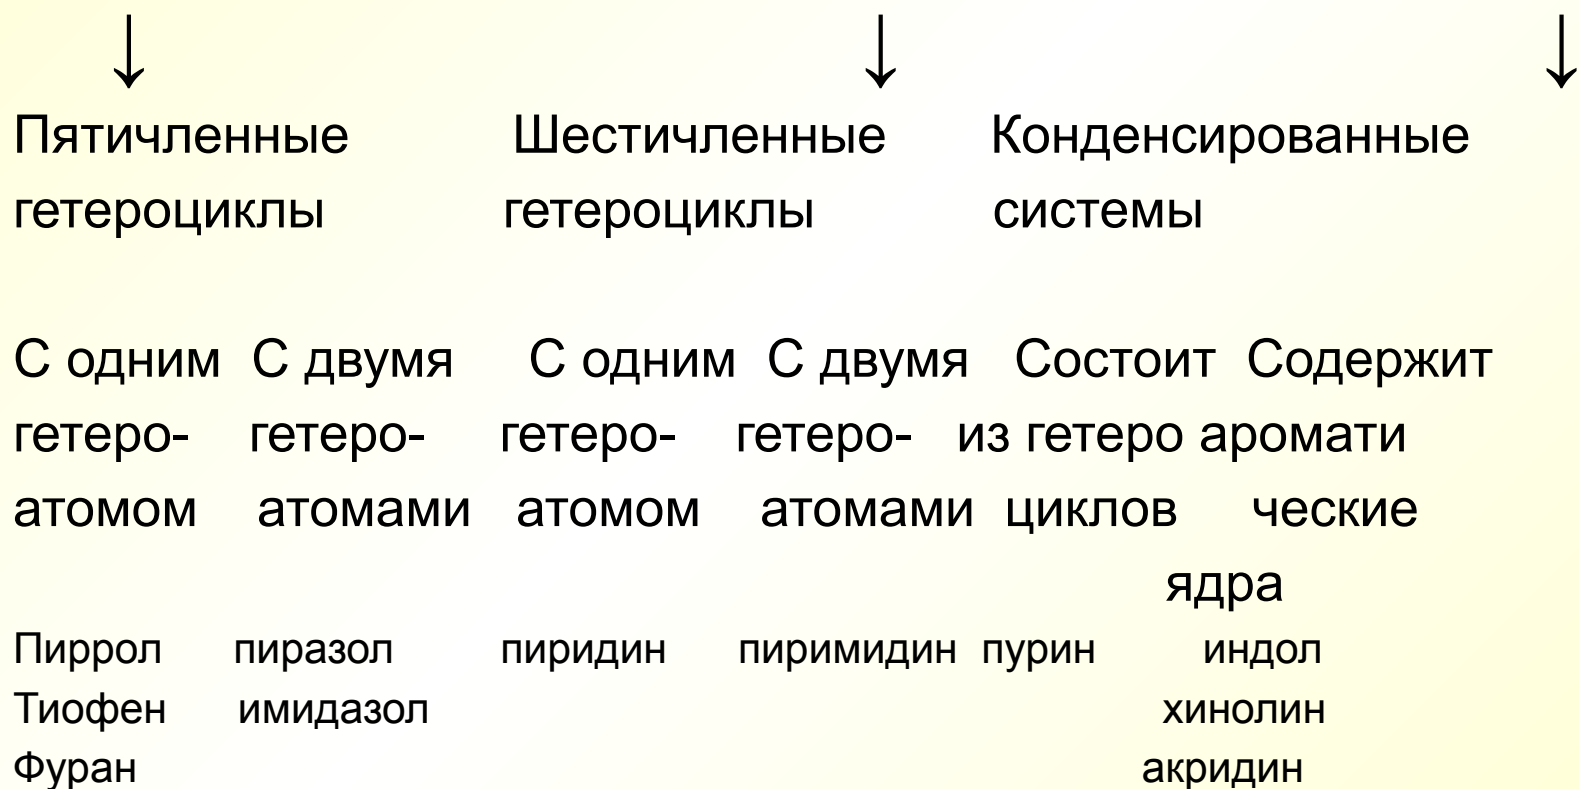 Пятичленные Шестичленные Конденсированные
гетероциклы гетероциклы системы
С одним С двумя С одним С двумя Состоит Содержит
гетеро- гетеро- гетеро- гетеро- из гетеро аромати
атомом атомами атомом атомами циклов ческие
ядра
Пиррол пиразол пиридин пиримидин пурин индол
Тиофен имидазол хинолин
Фуран акридин